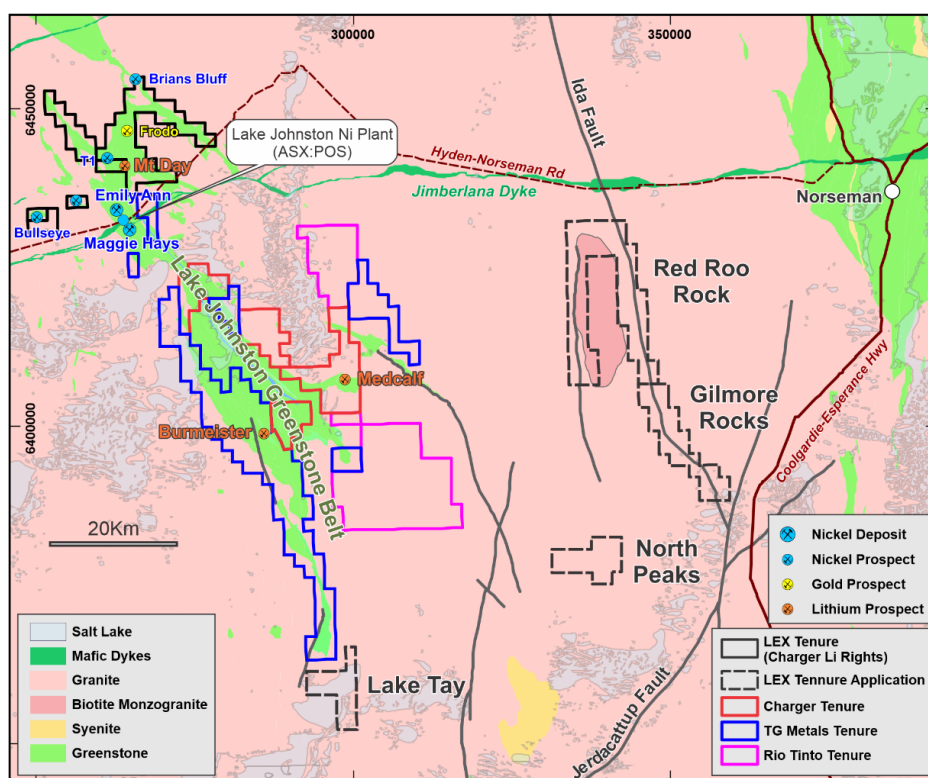 300000
350000
6450000
6400000
Brians Bluff
Frodo
Lake Johnston Ni Plant
(ASX:POS)
T1
Mt Day
Emily Ann
Bullseye
Maggie Hays
Hyden-Norseman Rd
Jimberlana Dyke
Ida Fault
Norseman
Red Roo
Rock
Lake Johnston Greenstone Belt
Medcalf
Burmeister
Gilmore
Rocks
Coolgardie-Esperance Hwy
20Km
North
Peaks
Lake Tay
Jerdacattup Fault
Nickel Deposit
Nickel Prospect
Gold Prospect
Lithium Prospect
Salt Lake
Mafic Dykes
Granite
Biotite Monzogranite
Syenite
Greenstone
LEX Tenure
(Charger Li Rights)
LEX Tennure Application
Charger Tenure
TG Metals Tenure
Rio Tinto Tenure